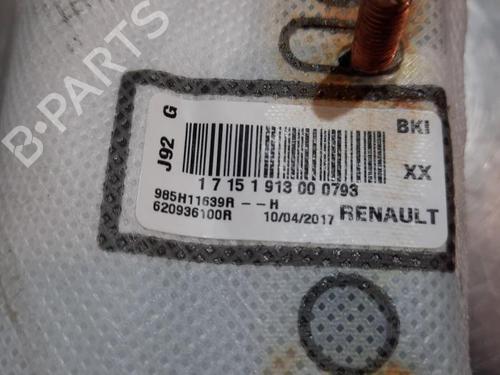 B-PARTS
J92 G
BKI
XX
1 7 15 1 913 00 0793
985H11639R --H
620936100R 10/04/2017 RENAULT